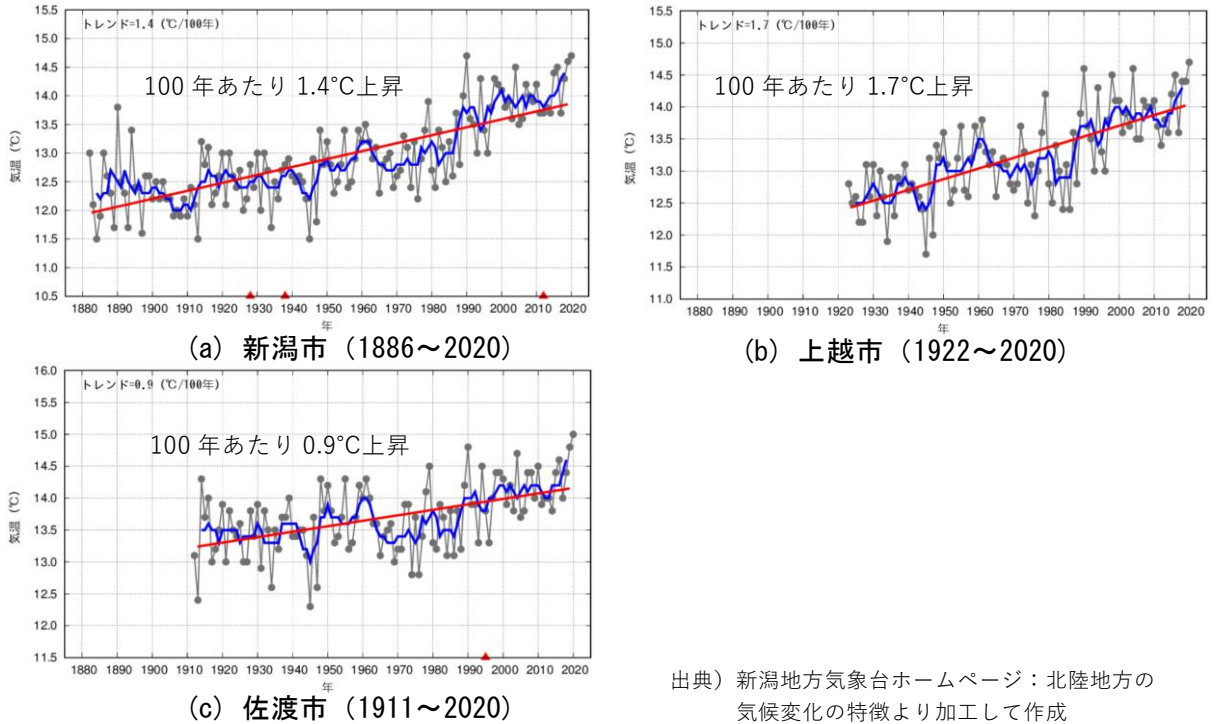 トレンド=1.4 (℃/100年)
100 年あたり 1.4℃上昇
15.5
15.0
14.5
14.0
13.5
13.0
12.5
12.0
11.5
11.0
10.5
気温 (℃)
1880 1890 1900 1910 1920 1930 1940 1950 1960 1970 1980 1990 2000 2010 2020
年
(a) 新潟市 (1886～2020)
トレンド=1.7 (℃/100年)
100 年あたり 1.7℃上昇
15.5
15.0
14.5
14.0
13.5
13.0
12.5
12.0
11.5
11.0
気温 (℃)
1880 1890 1900 1910 1920 1930 1940 1950 1960 1970 1980 1990 2000 2010 2020
年
(b) 上越市 (1922～2020)
トレンド=0.9 (℃/100年)
100 年あたり 0.9℃上昇
16.0
15.5
15.0
14.5
14.0
13.5
13.0
12.5
12.0
11.5
気温 (℃)
1880 1890 1900 1910 1920 1930 1940 1950 1960 1970 1980 1990 2000 2010 2020
年
(c) 佐渡市 (1911～2020)
出典）新潟地方気象台ホームページ：北陸地方の
気候変化の特徴より加工して作成